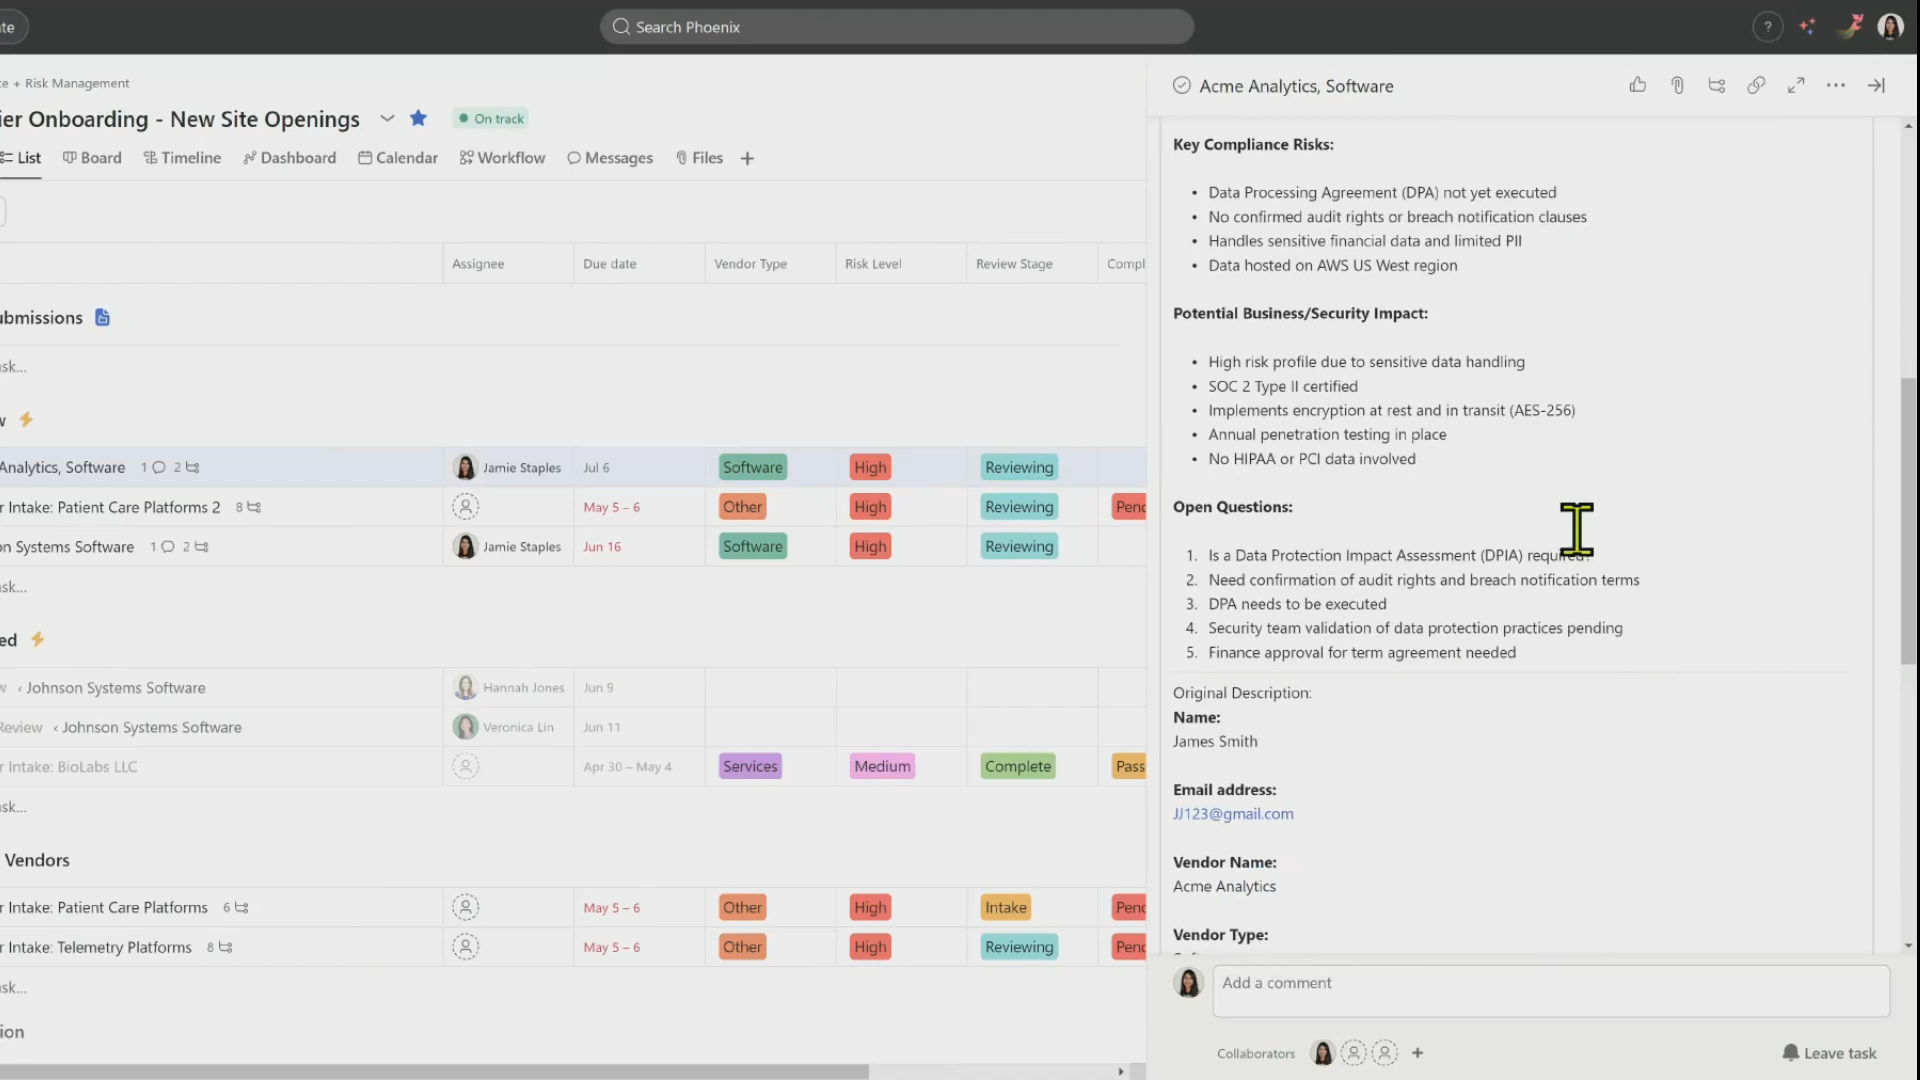 te
Search Phoenix
?
ce + Risk Management
ier Onboarding - New Site Openings
On track
List
Board
Timeline
Dashboard
Calendar
Workflow
Messages
Files
Assignee
Due date
Vendor Type
Risk Level
Review Stage
Compl
ubmissions
sk...
w
Analytics, Software 1 2
Jamie Staples
Jul 6
Software
High
Reviewing
r Intake: Patient Care Platforms 2 8
May 5 – 6
Other
High
Reviewing
Pend
on Systems Software 1 2
Jamie Staples
Jun 16
Software
High
Reviewing
sk...
ed
w ‹ Johnson Systems Software
Hannah Jones
Jun 9
Review ‹ Johnson Systems Software
Veronica Lin
Jun 11
r Intake: BioLabs LLC
Apr 30 – May 4
Services
Medium
Complete
Pass
sk...
Vendors
r Intake: Patient Care Platforms 6
May 5 – 6
Other
High
Intake
Pend
r Intake: Telemetry Platforms 8
May 5 – 6
Other
High
Reviewing
Pend
sk...
ion
Acme Analytics, Software
Key Compliance Risks:
• Data Processing Agreement (DPA) not yet executed
• No confirmed audit rights or breach notification clauses
• Handles sensitive financial data and limited PII
• Data hosted on AWS US West region
Potential Business/Security Impact:
• High risk profile due to sensitive data handling
• SOC 2 Type II certified
• Implements encryption at rest and in transit (AES-256)
• Annual penetration testing in place
• No HIPAA or PCI data involved
Open Questions:
1. Is a Data Protection Impact Assessment (DPIA) required?
2. Need confirmation of audit rights and breach notification terms
3. DPA needs to be executed
4. Security team validation of data protection practices pending
5. Finance approval for term agreement needed
Original Description:
Name:
James Smith
Email address:
JJ123@gmail.com
Vendor Name:
Acme Analytics
Vendor Type:
Add a comment
Collaborators
Leave task